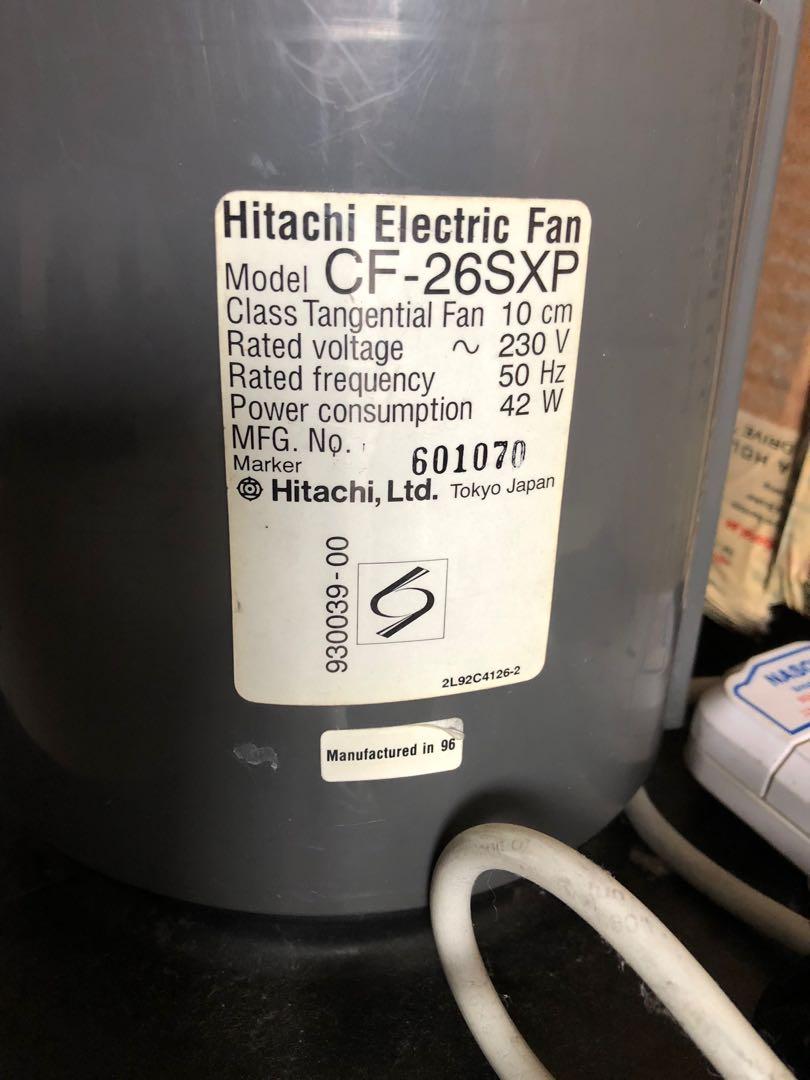 Hitachi Electric Fan
Model CF-26SXP
Class Tangential Fan 10 cm
Rated voltage ~ 230 V
Rated frequency 50 Hz
Power consumption 42 W
MFG. No. 601070
Marker
Hitachi, Ltd. Tokyo Japan
930039-00
2L92C4126-2
Manufactured in 96
DRIVE